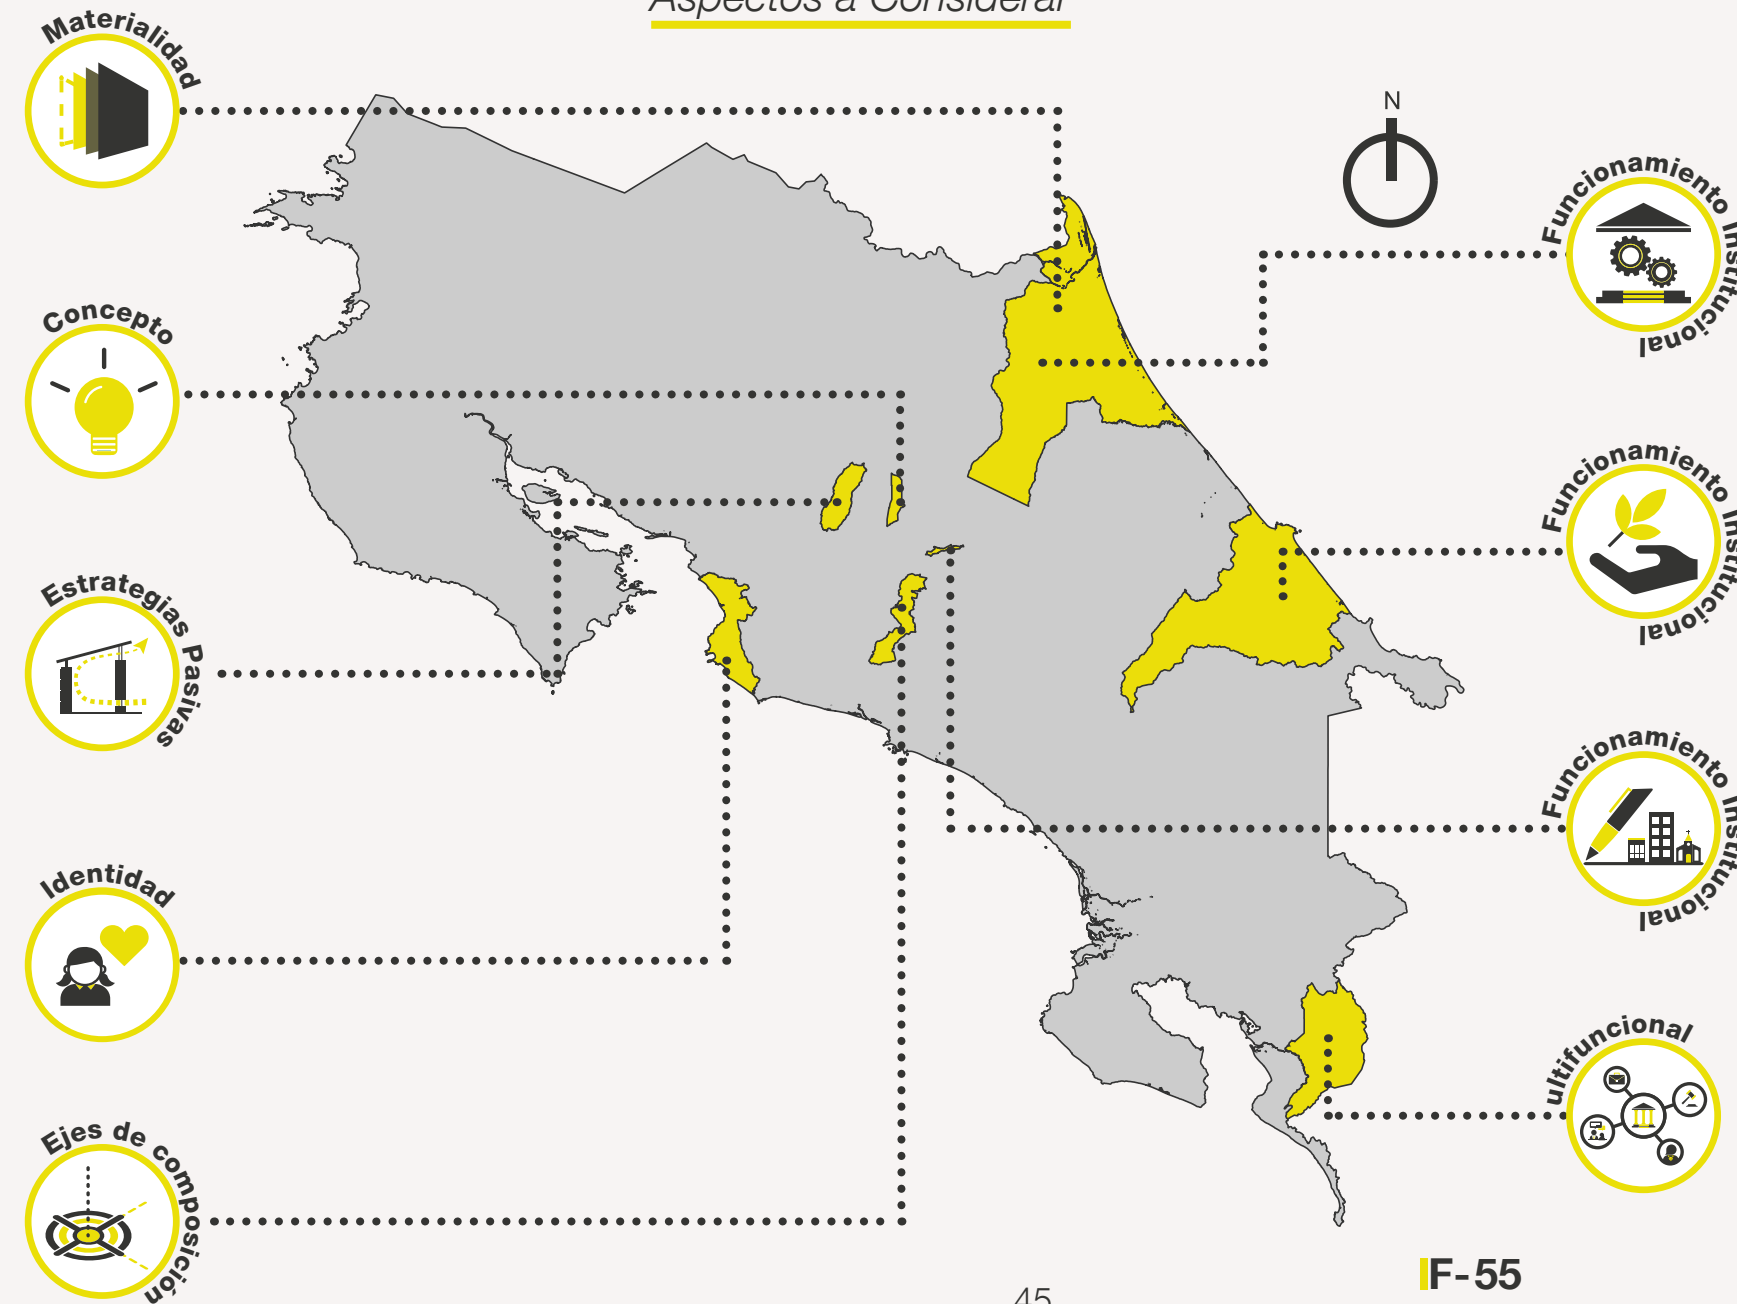 Aspectos a Considerar
Materialidad
N
Funcionamiento Institucional
Concepto
Funcionamiento Institucional
Estrategias Pasivas
Funcionamiento Institucional
Identidad
ultifuncional
Ejes de composición
F-55
45